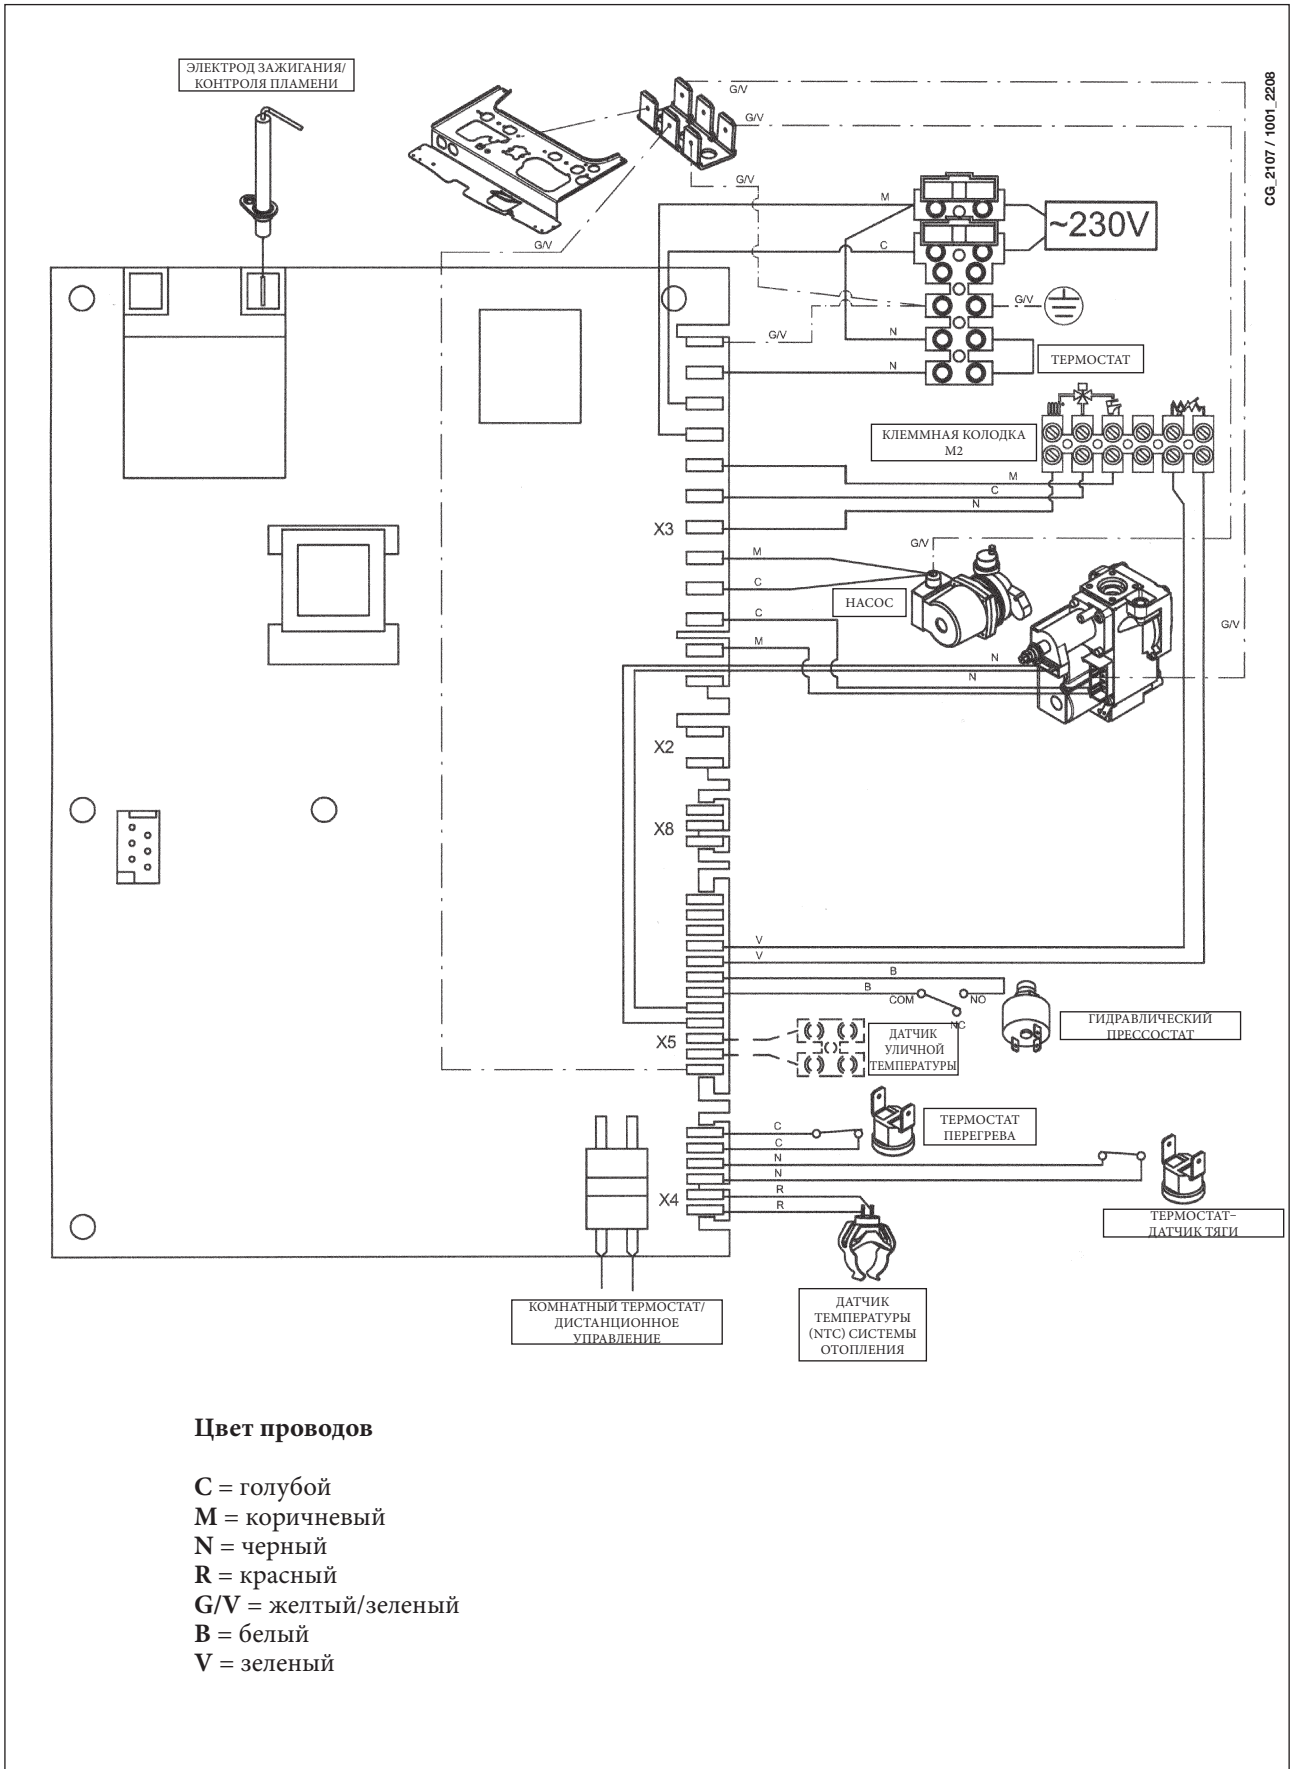 ЭЛЕКТРОД ЗАЖИГАНИЯ/
КОНТРОЛЯ ПЛАМЕНИ
G/V
G/V
G/V
G/V
CG_2107 / 1001_2208
M
~230V
C
G/V
G/V
N
ТЕРМОСТАТ
N
КЛЕММНАЯ КОЛОДКА
М2
M
C
N
X3
G/V
M
C
НАСОС
C
G/V
M
N
N
X2
X8
V
V
B
B
COM
NO
NC
ГИДРАВЛИЧЕСКИЙ
ПРЕССОСТАТ
X5
ДАТЧИК
УЛИЧНОЙ
ТЕМПЕРАТУРЫ
ТЕРМОСТАТ
ПЕРЕГРЕВА
C
C
N
N
R
R
X4
ТЕРМОСТАТ–
ДАТЧИК ТЯГИ
КОМНАТНЫЙ ТЕРМОСТАТ/
ДИСТАНЦИОННОЕ
УПРАВЛЕНИЕ
ДАТЧИК
ТЕМПЕРАТУРЫ
(NTC) СИСТЕМЫ
ОТОПЛЕНИЯ
Цвет проводов
C = голубой
M = коричневый
N = черный
R = красный
G/V = желтый/зеленый
B = белый
V = зеленый